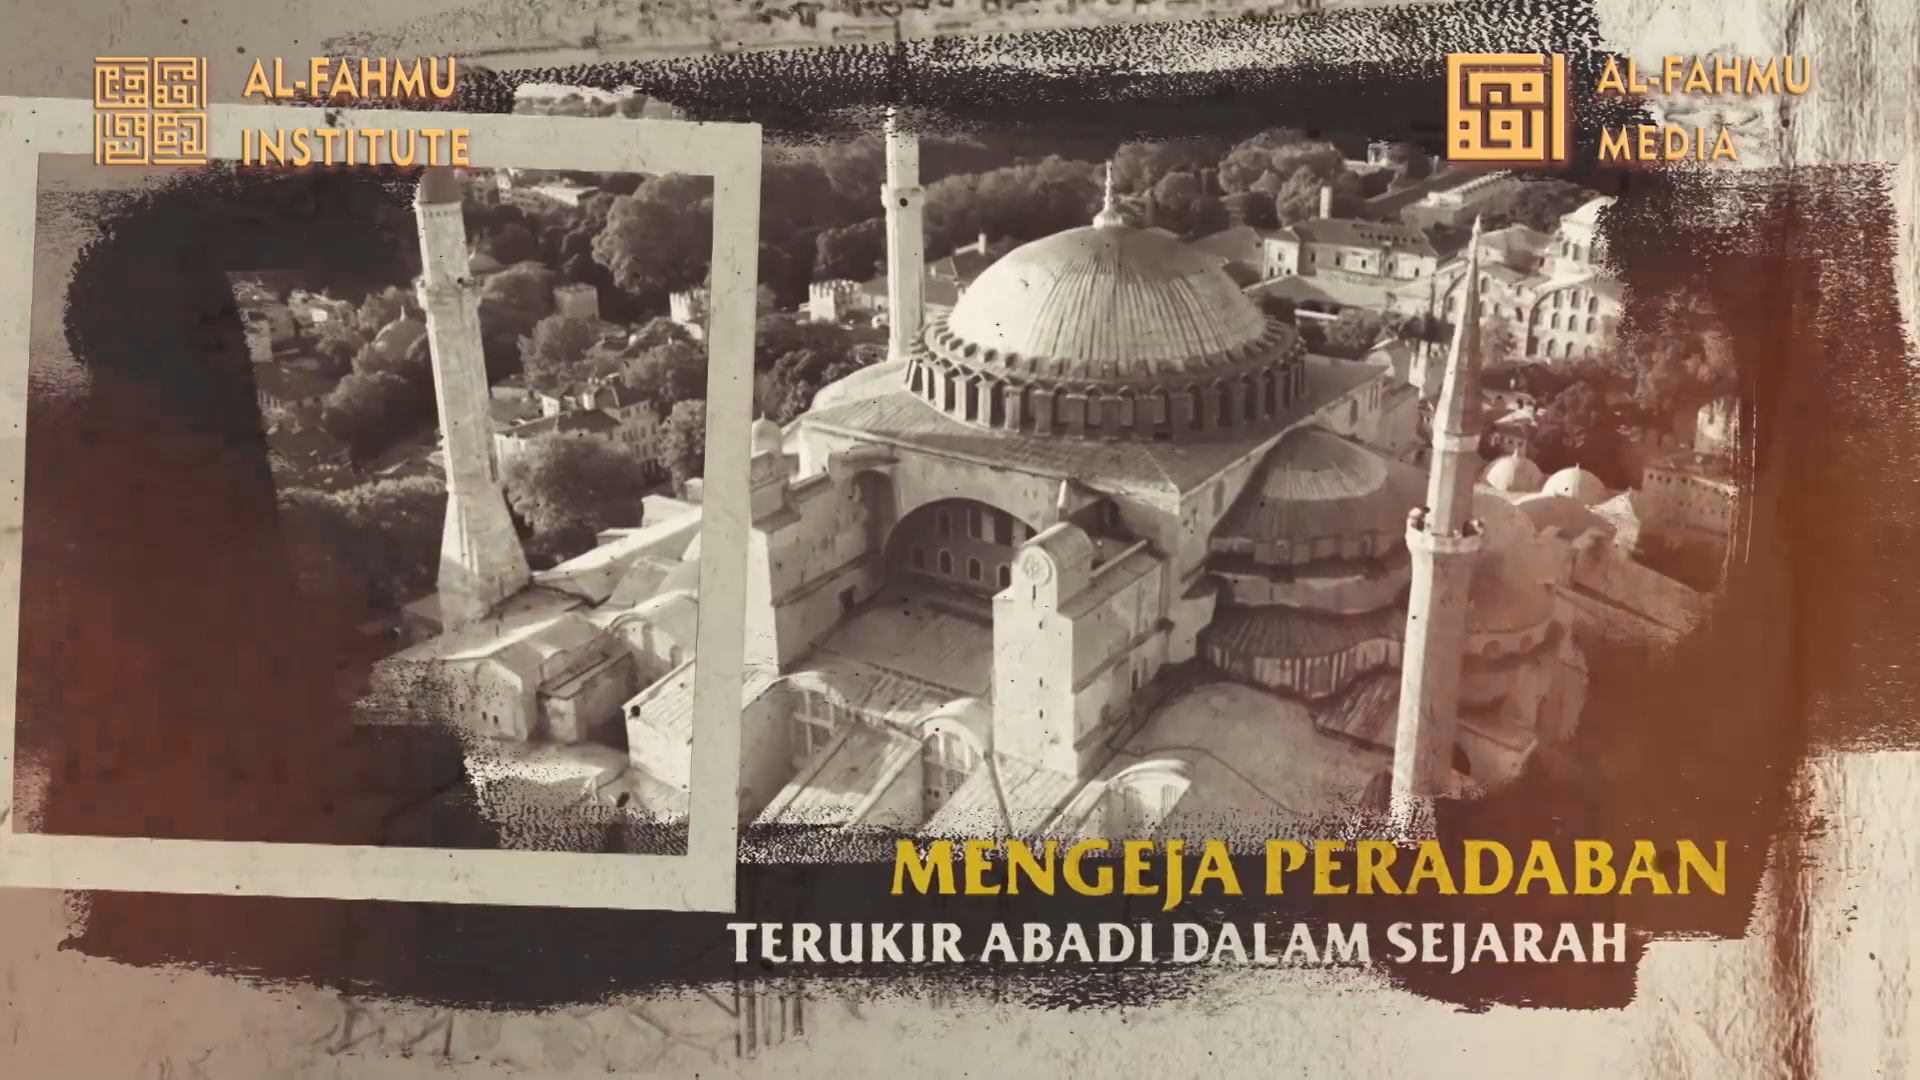 AL-FAHMU
INSTITUTE
AL-FAHMU
MEDIA
MENGEJA PERADABAN
TERUKIR ABADI DALAM SEJARAH